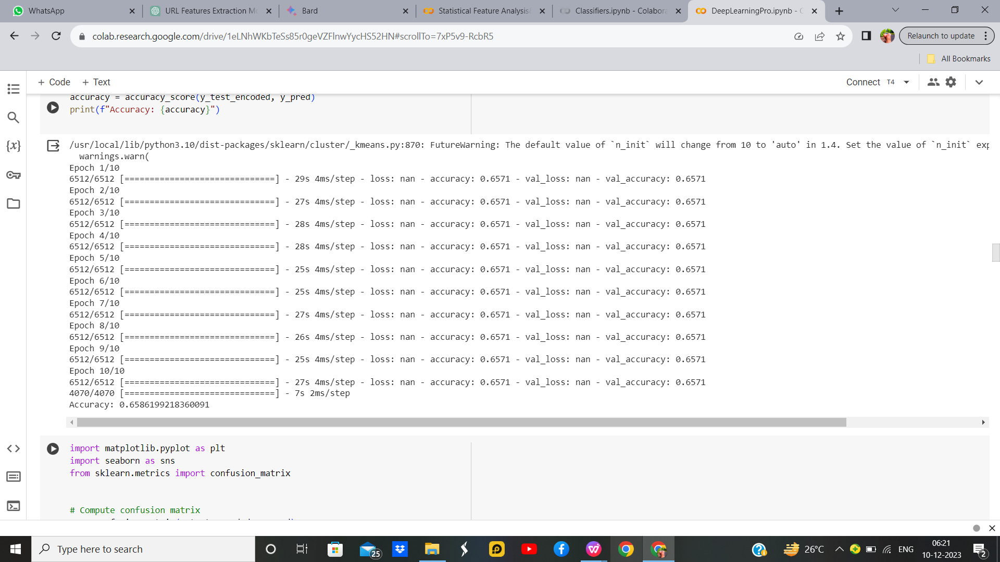 WhatsApp
URL Features Extraction Mo
Bard
Statistical Feature Analysis
Classifiers.ipynb - Colabora
DeepLearningPro.ipynb - C
colab.research.google.com/drive/1eLNhWKbTeSs85r0geVZFlnwYycHS52HN#scrollTo=7xP5v9-RcbR5
Relaunch to update
All Bookmarks
+ Code + Text
Connect T4
accuracy = accuracy_score(y_test_encoded, y_pred)
print(f"Accuracy: {accuracy}")
/usr/local/lib/python3.10/dist-packages/sklearn/cluster/_kmeans.py:870: FutureWarning: The default value of `n_init` will change from 10 to 'auto' in 1.4. Set the value of `n_init` exp
warnings.warn(
Epoch 1/10
6512/6512 [==============================] - 29s 4ms/step - loss: nan - accuracy: 0.6571 - val_loss: nan - val_accuracy: 0.6571
Epoch 2/10
6512/6512 [==============================] - 27s 4ms/step - loss: nan - accuracy: 0.6571 - val_loss: nan - val_accuracy: 0.6571
Epoch 3/10
6512/6512 [==============================] - 28s 4ms/step - loss: nan - accuracy: 0.6571 - val_loss: nan - val_accuracy: 0.6571
Epoch 4/10
6512/6512 [==============================] - 28s 4ms/step - loss: nan - accuracy: 0.6571 - val_loss: nan - val_accuracy: 0.6571
Epoch 5/10
6512/6512 [==============================] - 25s 4ms/step - loss: nan - accuracy: 0.6571 - val_loss: nan - val_accuracy: 0.6571
Epoch 6/10
6512/6512 [==============================] - 25s 4ms/step - loss: nan - accuracy: 0.6571 - val_loss: nan - val_accuracy: 0.6571
Epoch 7/10
6512/6512 [==============================] - 27s 4ms/step - loss: nan - accuracy: 0.6571 - val_loss: nan - val_accuracy: 0.6571
Epoch 8/10
6512/6512 [==============================] - 26s 4ms/step - loss: nan - accuracy: 0.6571 - val_loss: nan - val_accuracy: 0.6571
Epoch 9/10
6512/6512 [==============================] - 25s 4ms/step - loss: nan - accuracy: 0.6571 - val_loss: nan - val_accuracy: 0.6571
Epoch 10/10
6512/6512 [==============================] - 27s 4ms/step - loss: nan - accuracy: 0.6571 - val_loss: nan - val_accuracy: 0.6571
4070/4070 [==============================] - 7s 2ms/step
Accuracy: 0.6586199218360091
import matplotlib.pyplot as plt
import seaborn as sns
from sklearn.metrics import confusion_matrix
# Compute confusion matrix
Type here to search
25
26°C
ENG
06:21
10-12-2023
2